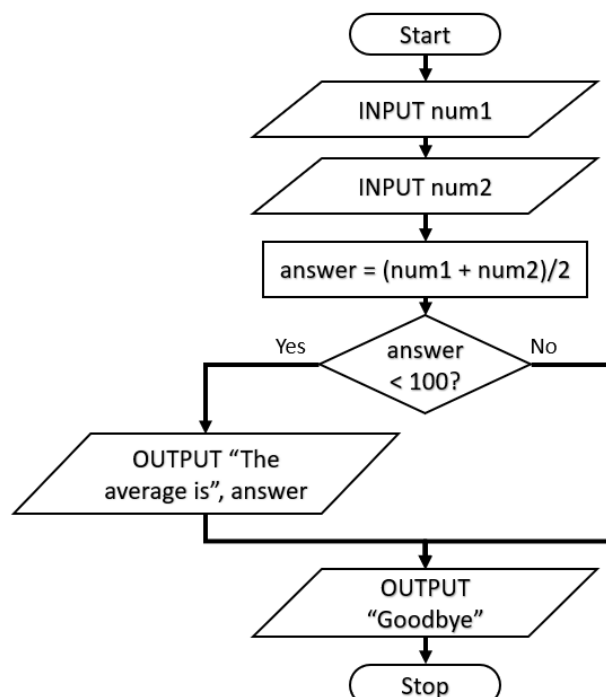 Start
INPUT num1
INPUT num2
answer = (num1 + num2)/2
Yes
answer
< 100?
No
OUTPUT “The
average is”, answer
OUTPUT
“Goodbye”
Stop